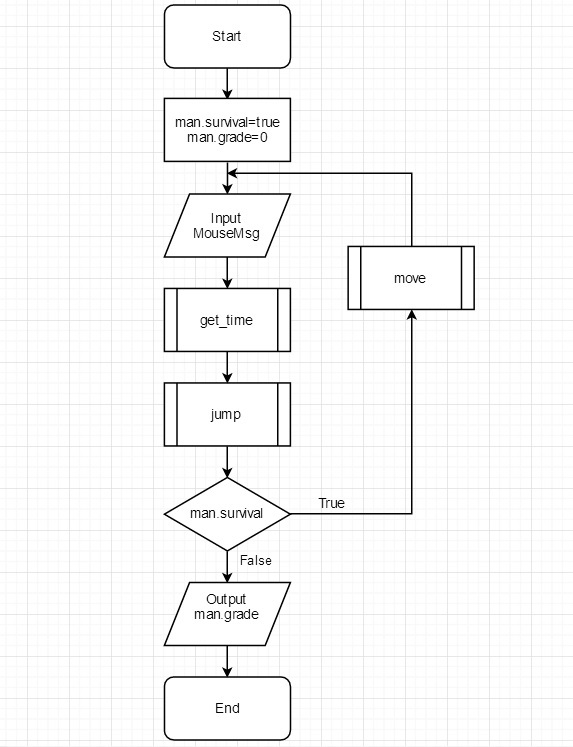 Start
man.survival=true
man.grade=0
Input
MouseMsg
move
get_time
jump
man.survival
True
False
Output
man.grade
End